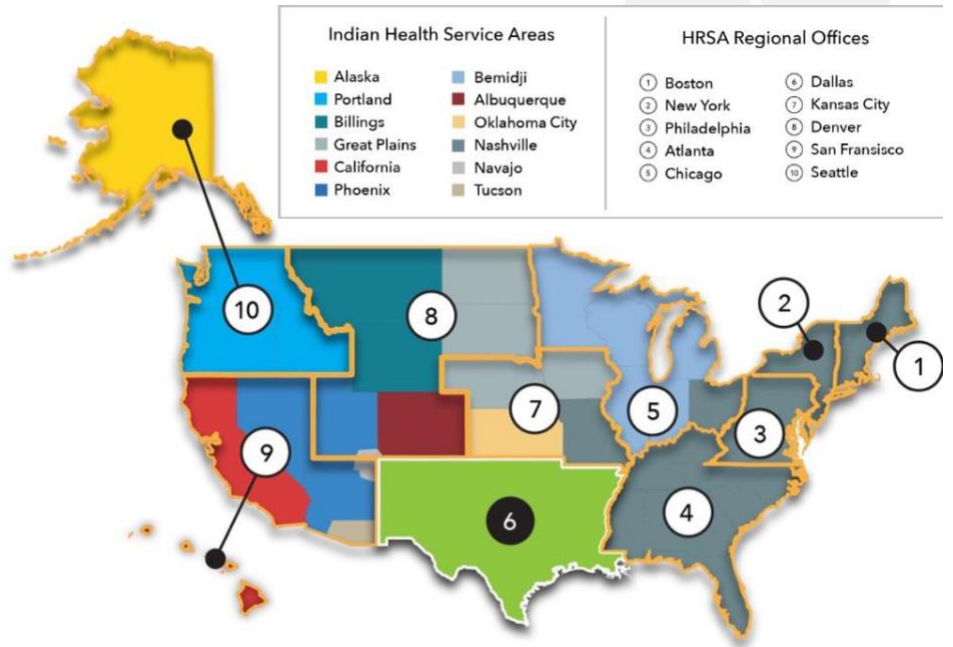 Indian Health Service Areas
Alaska
Portland
Billings
Great Plains
California
Phoenix
Bemidji
Albuquerque
Oklahoma City
Nashville
Navajo
Tucson
HRSA Regional Offices
1 Boston
2 New York
3 Philadelphia
4 Atlanta
5 Chicago
6 Dallas
7 Kansas City
8 Denver
9 San Fransisco
10 Seattle
10
8
2
1
7
5
3
9
6
4